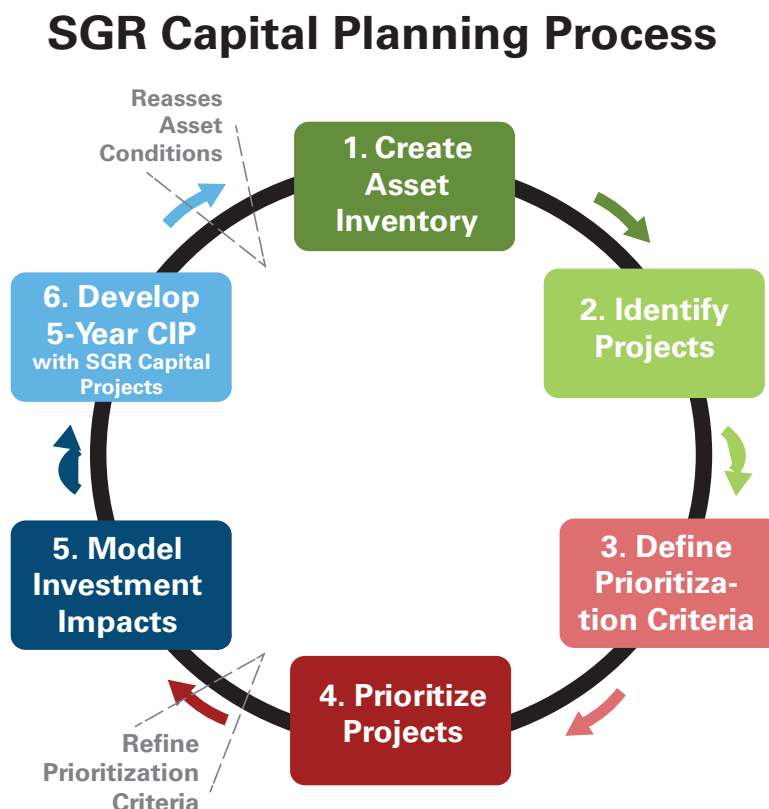 SGR Capital Planning Process
Reasses
Asset
Conditions
1. Create
Asset
Inventory
2. Identify
Projects
3. Define
Prioritiza-
tion Criteria
4. Prioritize
Projects
Refine
Prioritization
Criteria
5. Model
Investment
Impacts
6. Develop
5-Year CIP
with SGR Capital
Projects